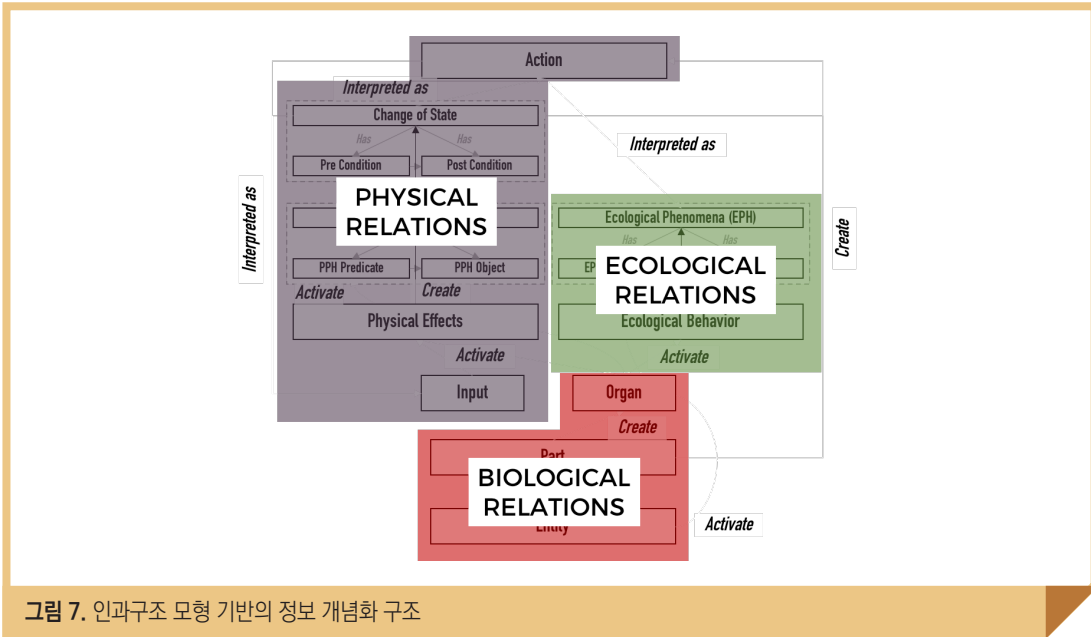 Action
Interpreted as
Change of State
Has
Has
Interpreted as
Pre Condition
Post Condition
Interpreted as
PHYSICAL
RELATIONS
Create
Ecological Phenomena (EPH)
Has
Has
PPH Predicate
PPH Object
ECOLOGICAL
RELATIONS
Activate
Create
Physical Effects
Ecological Behavior
Activate
Activate
Input
Organ
Create
Part
BIOLOGICAL
RELATIONS
Entity
Activate
그림 7. 인과구조 모형 기반의 정보 개념화 구조